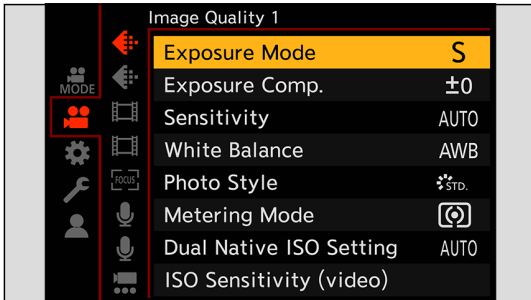 Image Quality 1
Exposure Mode S
Exposure Comp. ±0
MODE
Sensitivity AUTO
White Balance AWB
FOCUS
Photo Style STD.
Metering Mode
Dual Native ISO Setting AUTO
ISO Sensitivity (video)